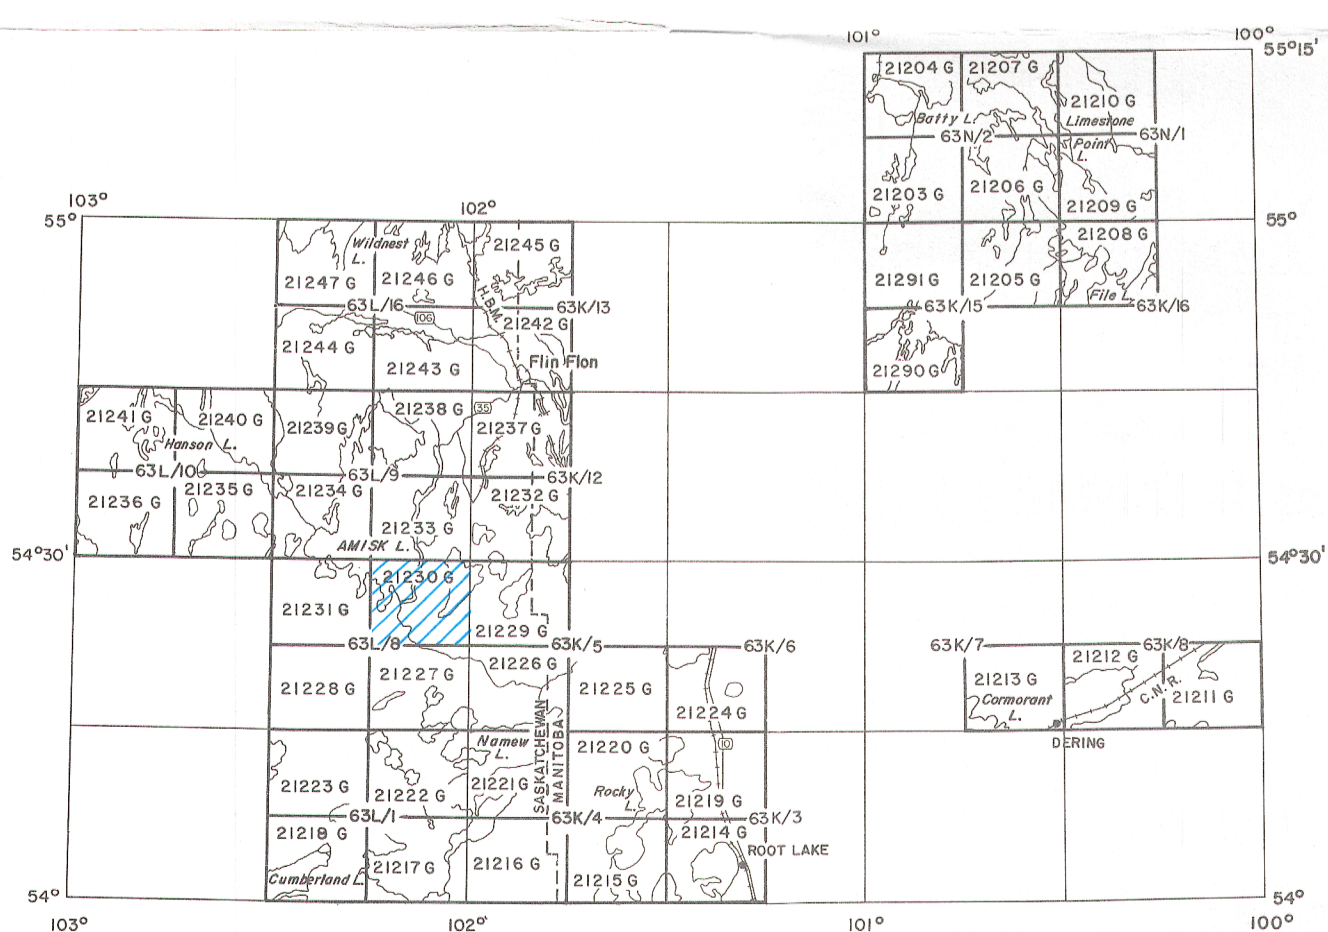 101°
100°
55°15'
21204 G
21207 G
21210 G
Batty L.
Limestone
Point
L.
63N/2
63N/1
21203 G
21206 G
21209 G
103°
102°
55°
55°
21208 G
Wildnest
L.
21245 G
21247 G
21246 G
21291 G
21205 G
File L.
H.B.M.
63L/16
63K/13
63K/15
63K/16
106
21242 G
21244 G
21243 G
Flin Flon
21290 G
21241 G
21240 G
21239 G
21238 G
35
21237 G
Hanson L.
63L/10
63L/9
63K/12
21236 G
21235 G
21234 G
21232 G
21233 G
AMISK L.
54°30'
54°30'
21230 G
21231 G
21229 G
63L/8
63K/5
63K/6
63K/7
63K/8
21228 G
21227 G
21226 G
21225 G
21224 G
21213 G
21212 G
21211 G
Cormorant
L.
C.N.R.
DERING
SASKATCHEWAN
MANITOBA
Namew
L.
21220 G
10
21223 G
21222 G
21221 G
Rocky
L.
21219 G
63L/1
63K/4
63K/3
21218 G
21214 G
21217 G
21216 G
21215 G
ROOT LAKE
Cumberland L.
54°
54°
103°
102°
101°
100°